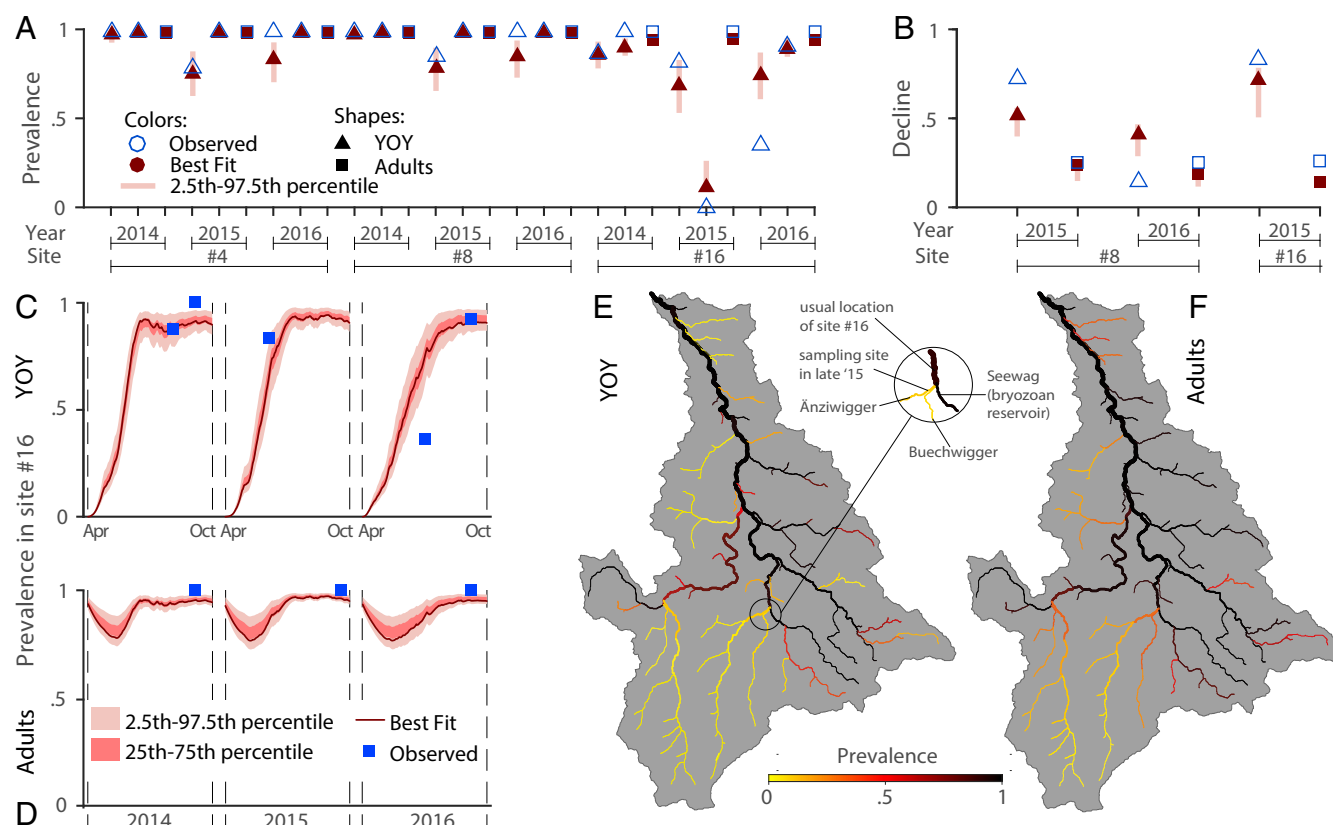 A
Prevalence
1
.5
0
Colors:
Observed
Best Fit
2.5th-97.5th percentile
Shapes:
YOY
Adults
Year
2014 2015 2016 2014 2015 2016 2014 2015 2016
Site
#4 #8 #16
B
Decline
1
.5
0
2015 2016 2015
#8 #16
C
YOY
Prevalence in site #16
1
.5
0
Apr Oct Apr Oct Apr Oct
Adults
1
.5
0
2.5th-97.5th percentile
25th-75th percentile
Best Fit
Observed
D
2014 2015 2016
E
YOY
usual location
of site #16
sampling site
in late ‘15
Änziwigger
Seewag
(bryozoan
reservoir)
Buechwigger
F
Adults
Prevalence
0 .5 1